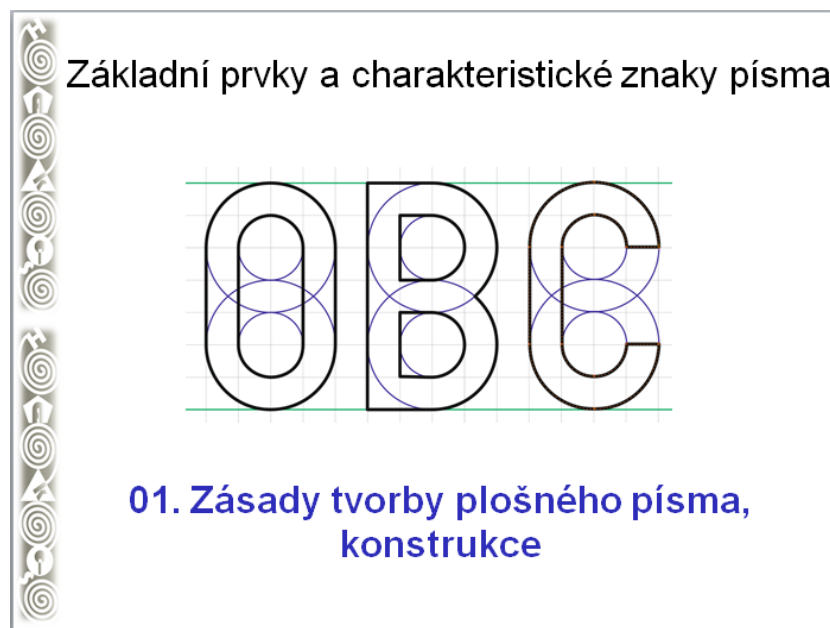 Základní prvky a charakteristické znaky písma
OBC
01. Zásady tvorby plošného písma,
konstrukce